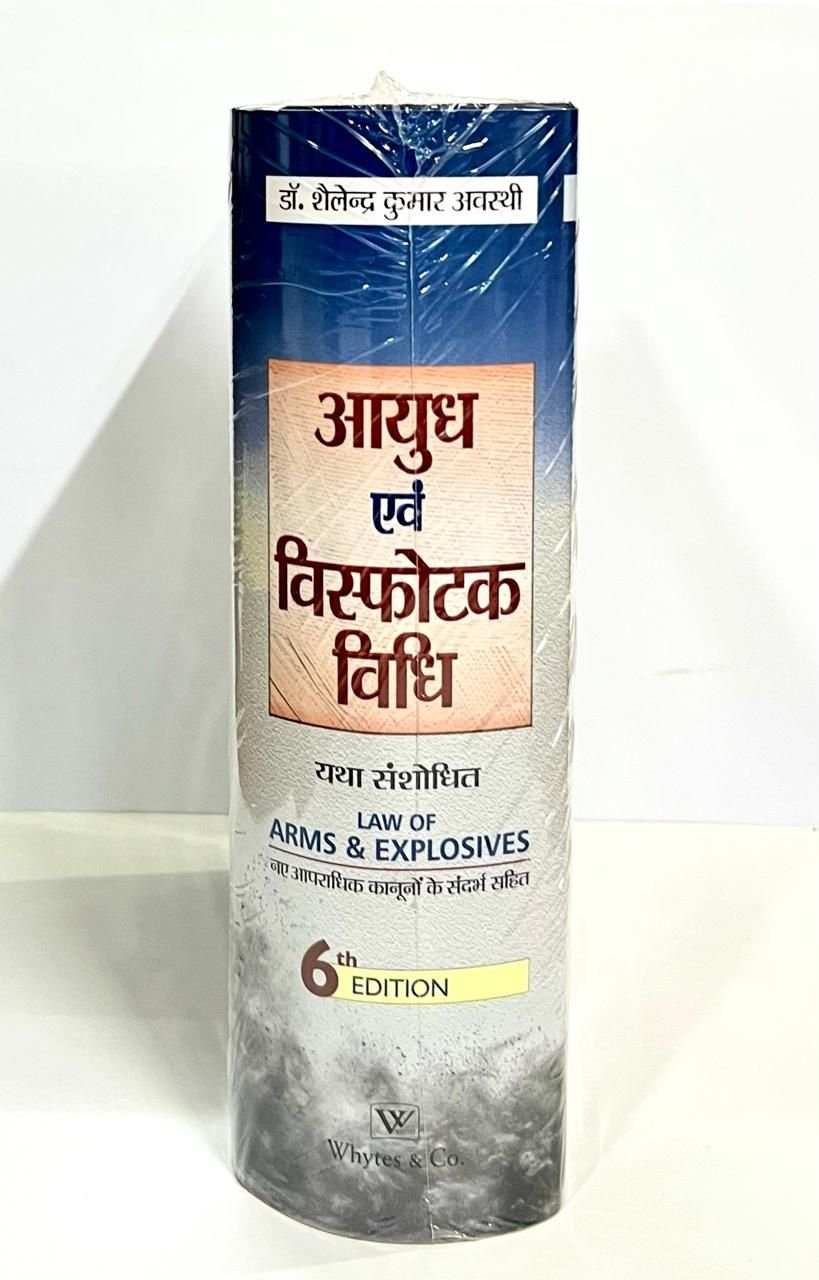 डॉ. शैलेन्द्र कुमार अवस्थी
आयुध
एवं
विस्फोटक
विधि
यथा संशोधित
LAW OF
ARMS & EXPLOSIVES
नए आपराधिक कानूनों के संदर्भ सहित
6th
EDITION
W
Whytes & Co.